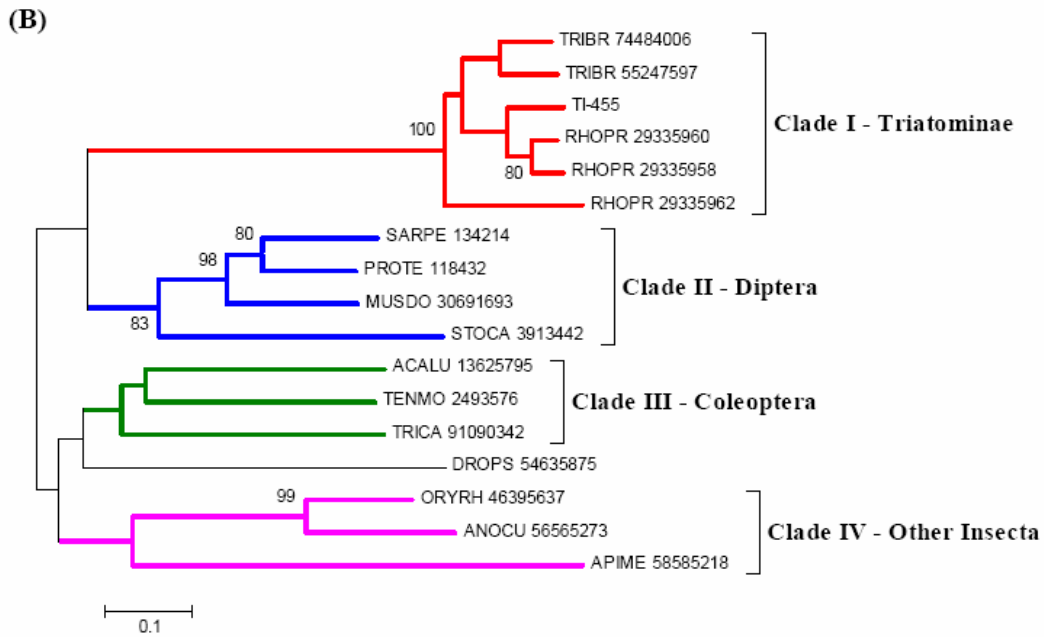 (B)
TRIBR 74484006
TRIBR 55247597
TI-455
Clade I - Triatominae
100
RHOPR 29335960
80
RHOPR 29335958
RHOPR 29335962
80
SARPE 134214
98
PROTE 118432
Clade II - Diptera
MUSDO 30691693
83
STOCA 3913442
ACALU 13625795
TENMO 2493576
Clade III - Coleoptera
TRICA 91090342
DROPS 54635875
99
ORYRH 46395637
ANOCU 56565273
Clade IV - Other Insecta
APIME 58585218
0.1